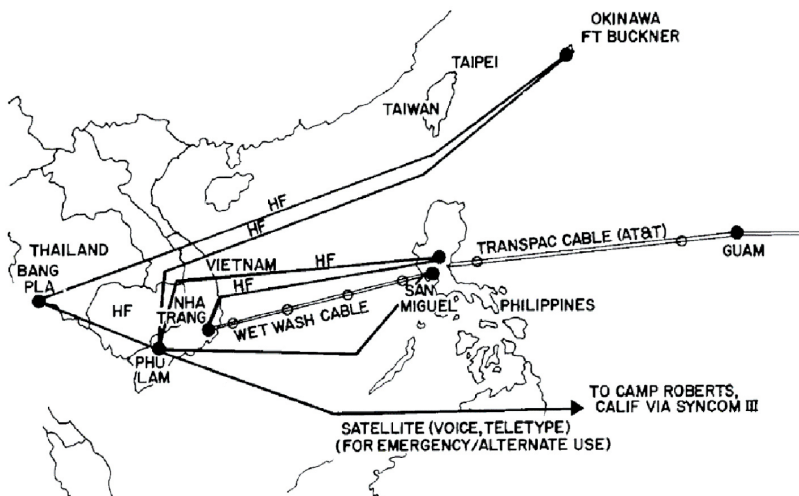 OKINAWA
FT BUCKNER
TAIPEI
TAIWAN
HF
HF
THAILAND
BANG
PLA
VIETNAM
HF
TRANSPAC CABLE (AT&T)
GUAM
HF
HF
NHA
TRANG
SAN
MIGUEL
PHILIPPINES
WET WASH CABLE
PHU
LAM
TO CAMP ROBERTS,
CALIF VIA SYNCOM III
SATELLITE (VOICE, TELETYPE)
(FOR EMERGENCY/ALTERNATE USE)